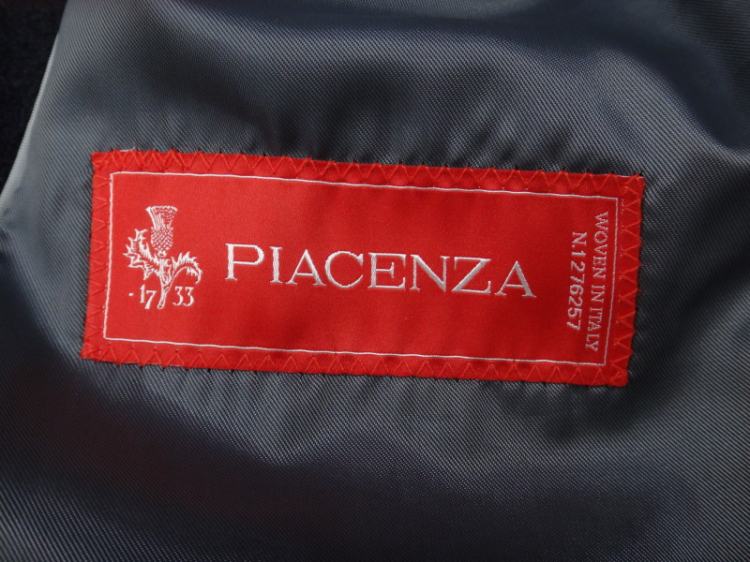 -17 33
PIACENZA
WOVEN IN ITALY
N.1276257